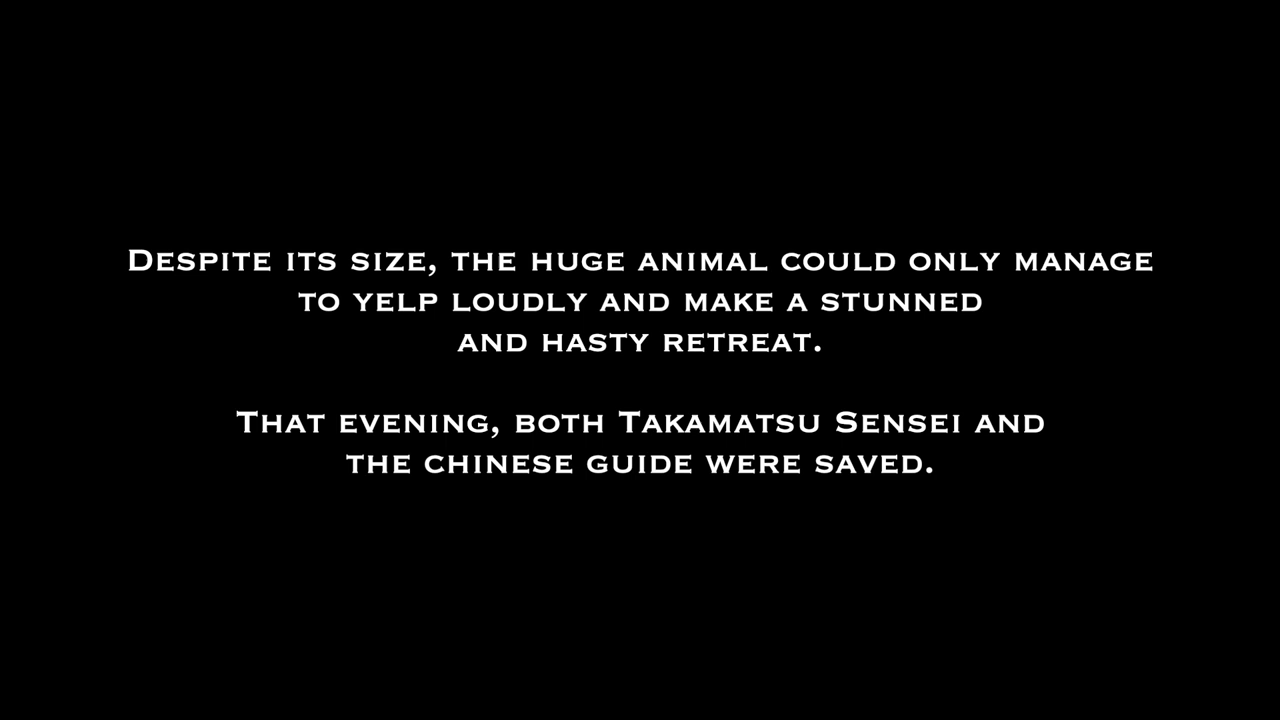 Despite its size, the huge animal could only manage
to yelp loudly and make a stunned
and hasty retreat.
That evening, both Takamatsu Sensei and
the chinese guide were saved.